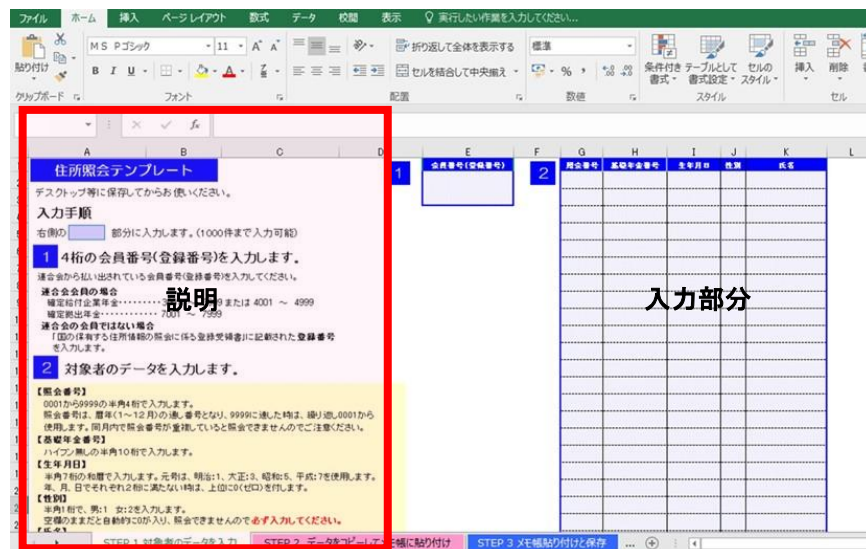 ファイル ホーム 挿入 ページ レイアウト 数式 データ 校閲 表示 実行したい作業を入力してください...
貼り付け
MS Pゴシック 11 A A 折り返して全体を表示する 標準
B I U A セルを結合して中央揃え % ,
条件付き書式 テーブルとして書式設定 セルのスタイル 挿入 削除
クリップボード フォント 配置 数値 スタイル セル
fx
A B C D E F G H I J K L
住所照会テンプレート
デスクトップ等に保存してからお使いください。
入力手順
右側の 部分に入力します。(1000件まで入力可能)
1 4桁の会員番号(登録番号)を入力します。
連合会から払い出されている会員番号(登録番号)を入力してください。
連合会会員の場合
確定給付企業年金・・・・・・・・・3 9または 4001 ～ 4999
確定拠出年金・・・・・・・・・・・・7001 ～ 7999
連合会の会員ではない場合
「国の保有する住所情報の照会に係る登録受領書」に記載された登録番号
を入力します。
2 対象者のデータを入力します。
【照会番号】
0001から9999の半角4桁で入力します。
照会番号は、暦年(1～12月)の通し番号となり、9999に達した時は、繰り返し0001から
使用します。同月内で照会番号が重複していると照会できませんのでご注意ください。
【基礎年金番号】
ハイフン無しの半角10桁で入力します。
【生年月日】
半角7桁の和暦で入力します。元号は、明治:1、大正:3、昭和:5、平成:7を使用します。
年、月、日でそれぞれ2桁に満たない時は、上位に0(ゼロ)を付します。
【性別】
半角1桁で、男:1 女:2を入力します。
空欄のままだと自動的に0が入り、照会できませんので必ず入力してください。
【氏名】
説明
1 会員番号(登録番号)
2 照会番号 基礎年金番号 生年月日 性別 氏名
入力部分
STEP 1 対象者のデータを入力 STEP 2 データをコピーしてメモ帳に貼り付け STEP 3 メモ帳貼り付けと保存 ...